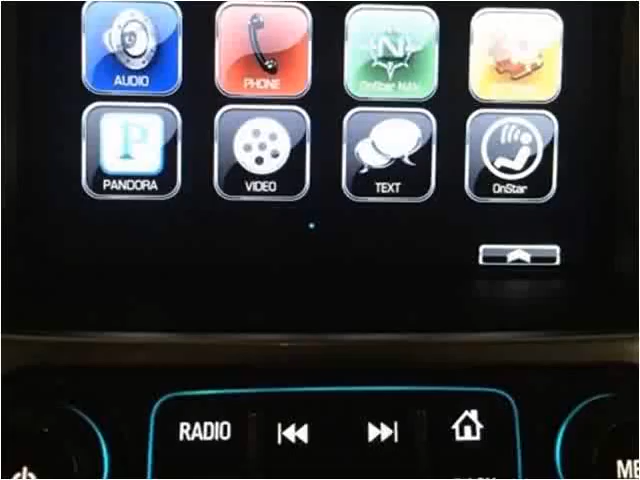 AUDIO
PHONE
OnStar NAV
P
PANDORA
VIDEO
TEXT
OnStar
RADIO